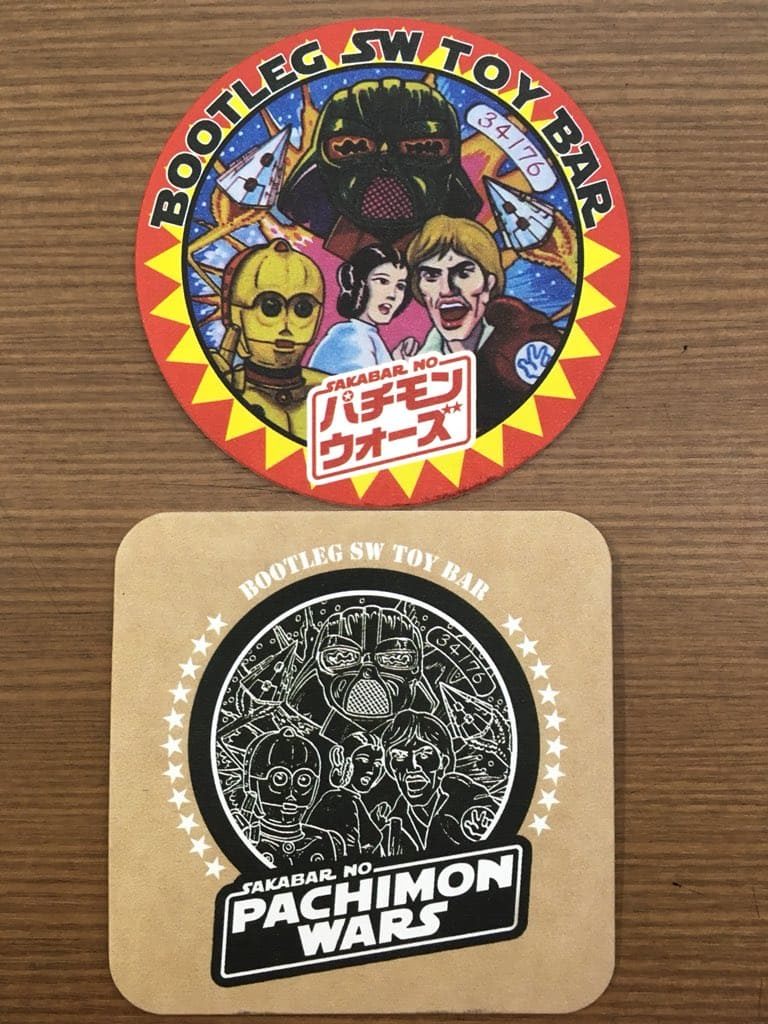 BOOTLEG SW TOY BAR
34176
SAKABAR NO
パチモン
ウォーズ
BOOTLEG SW TOY BAR
34176
SAKABAR NO
PACHIMON
WARS